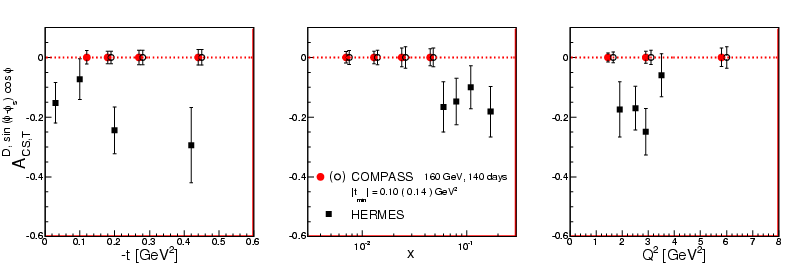 A_CS,T^D, sin (ϕ-ϕ_s) cos ϕ
0
-0.2
-0.4
-0.6
0 0.1 0.2 0.3 0.4 0.5 0.6
-t [GeV²]
0
-0.2
-0.4
-0.6
COMPASS 160 GeV, 140 days
|t_min| = 0.10 ( 0.14 ) GeV²
HERMES
10⁻² 10⁻¹
x
0
-0.2
-0.4
-0.6
0 1 2 3 4 5 6 7 8
Q² [GeV²]